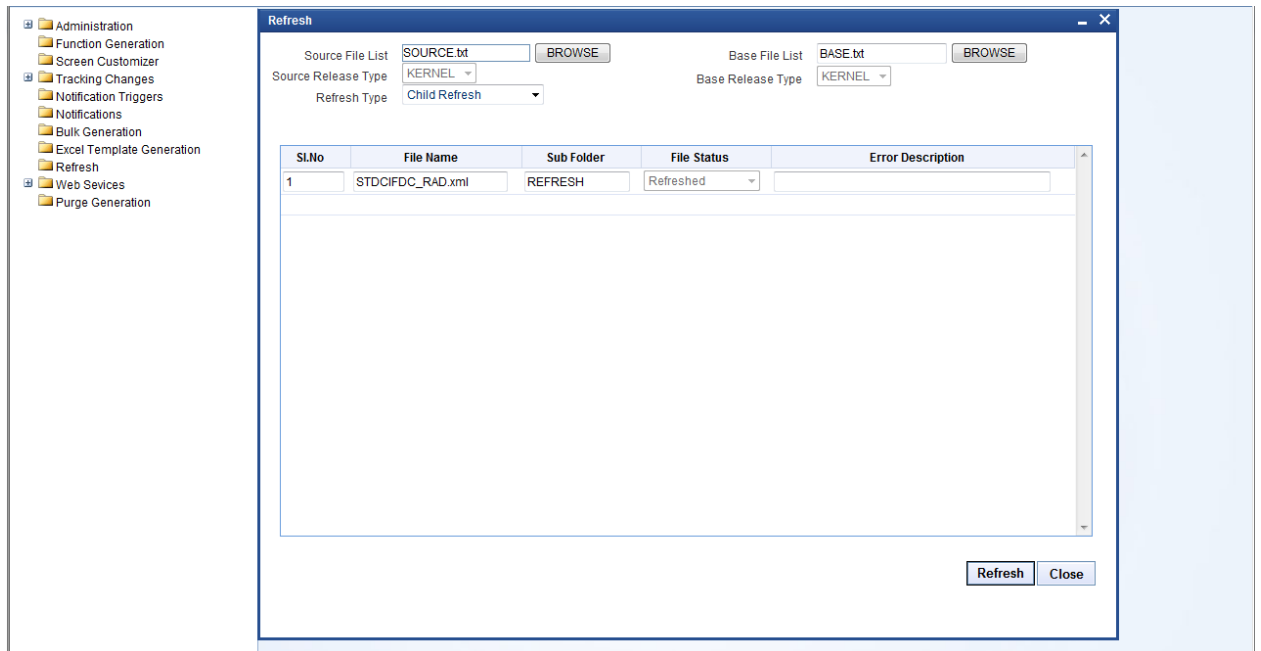 Administration
Function Generation
Screen Customizer
Tracking Changes
Notification Triggers
Notifications
Bulk Generation
Excel Template Generation
Refresh
Web Sevices
Purge Generation
Refresh
Source File List SOURCE.txt BROWSE Base File List BASE.txt BROWSE
Source Release Type KERNEL Base Release Type KERNEL
Refresh Type Child Refresh
Sl.No File Name Sub Folder File Status Error Description
1 STDCIFDC_RAD.xml REFRESH Refreshed
Refresh Close